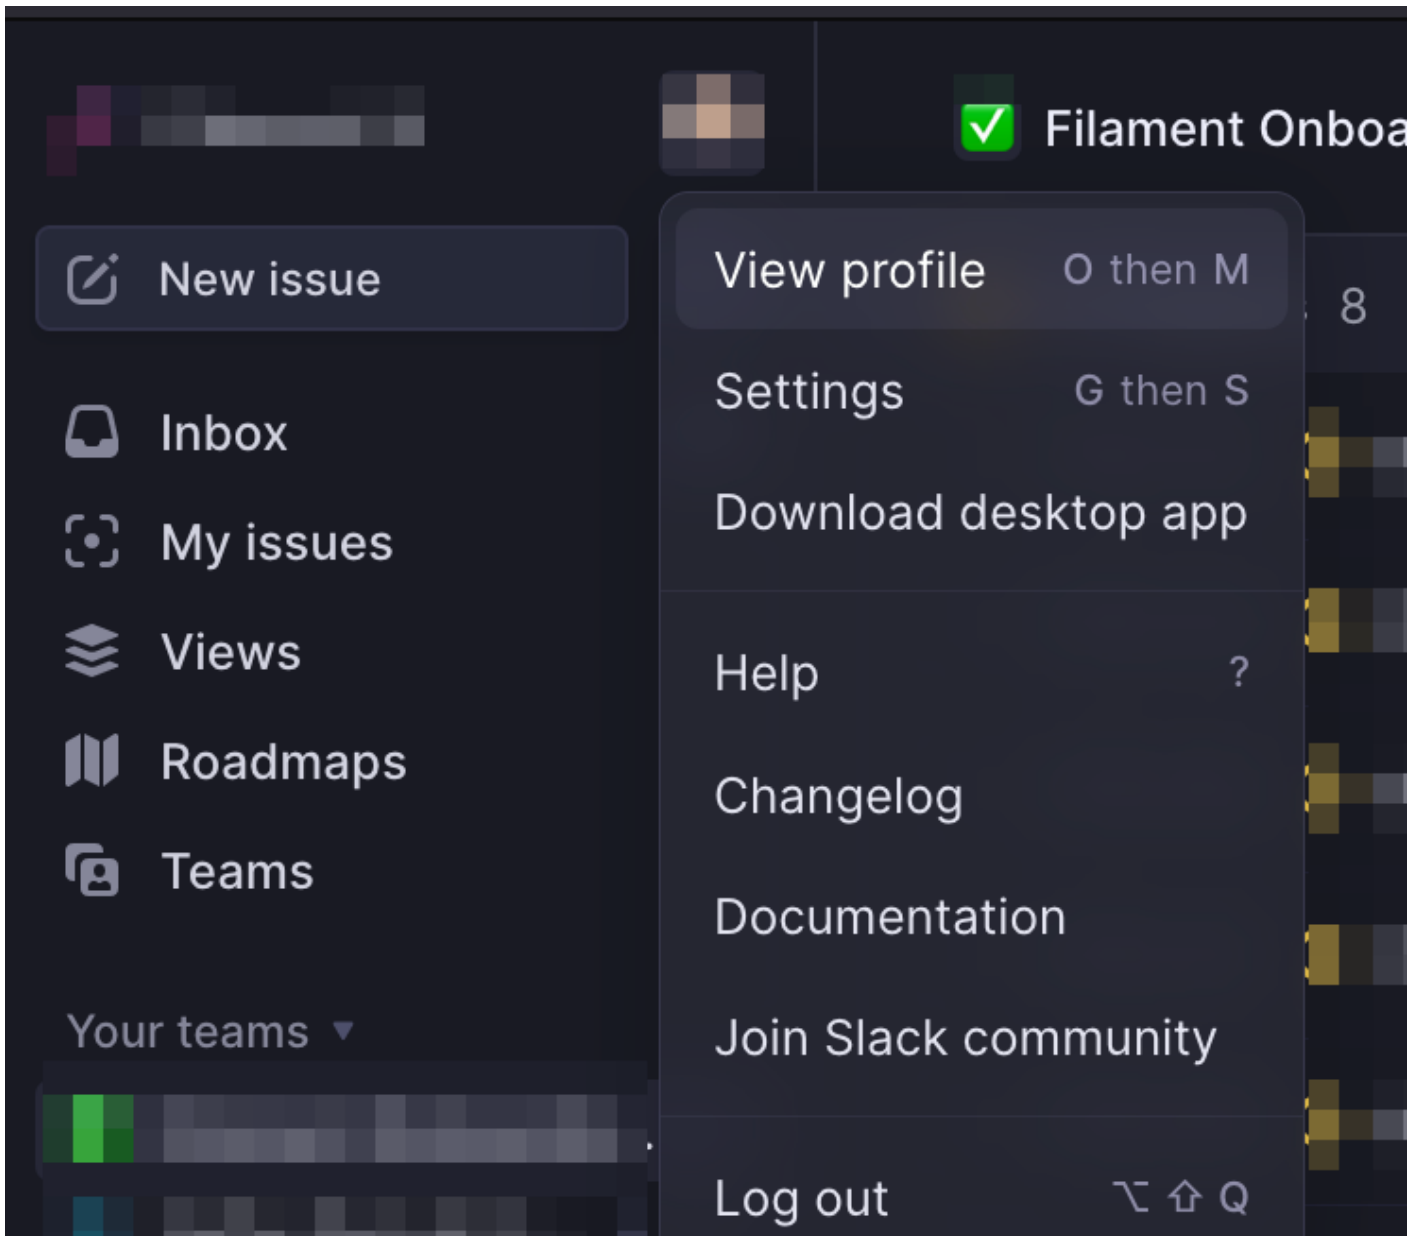 Filament Onboa
New issue
Inbox
My issues
Views
Roadmaps
Teams
Your teams
View profile O then M
Settings G then S
Download desktop app
Help ?
Changelog
Documentation
Join Slack community
Log out ⌥ ⇧ Q
8